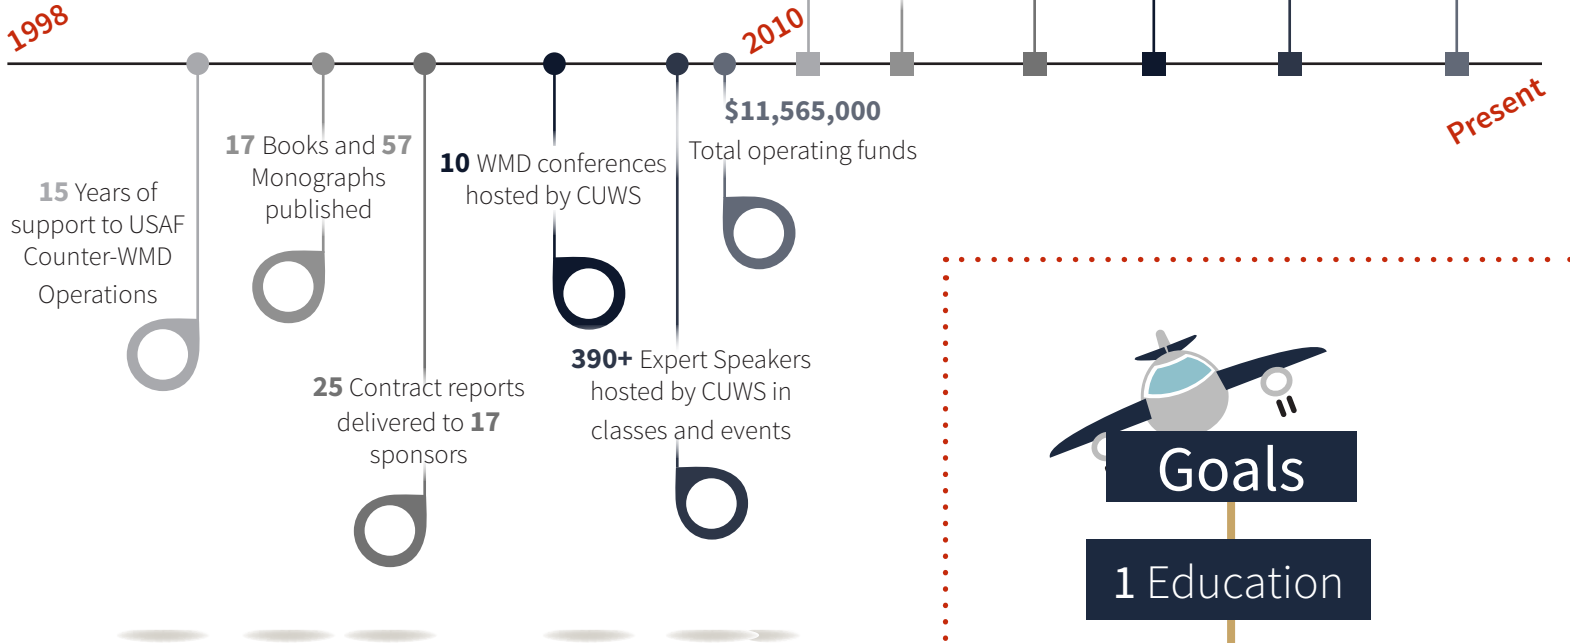 1998
2010
Present
15 Years of
support to USAF
Counter-WMD
Operations
17 Books and 57
Monographs
published
25 Contract reports
delivered to 17
sponsors
10 WMD conferences
hosted by CUWS
390+ Expert Speakers
hosted by CUWS in
classes and events
$11,565,000
Total operating funds
Goals
1 Education